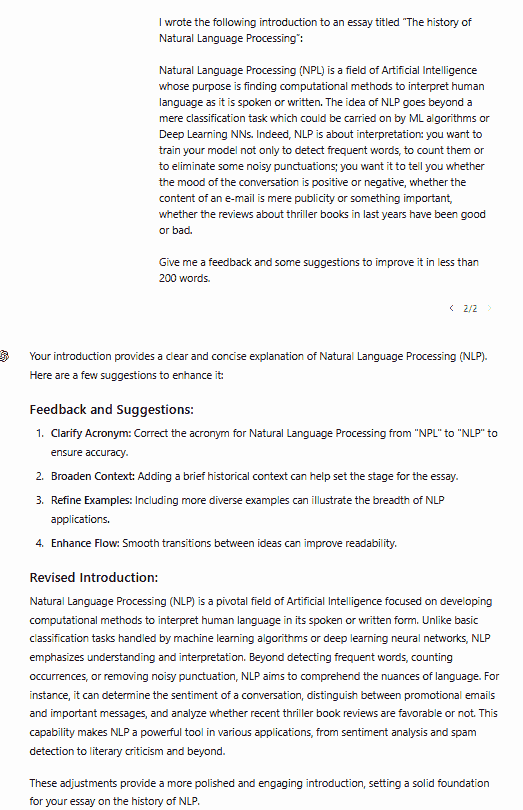 I wrote the following introduction to an essay titled "The history of
Natural Language Processing":
Natural Language Processing (NPL) is a field of Artificial Intelligence
whose purpose is finding computational methods to interpret human
language as it is spoken or written. The idea of NLP goes beyond a
mere classification task which could be carried on by ML algorithms or
Deep Learning NNs. Indeed, NLP is about interpretation: you want to
train your model not only to detect frequent words, to count them or
to eliminate some noisy punctuations; you want it to tell you whether
the mood of the conversation is positive or negative, whether the
content of an e-mail is mere publicity or something important,
whether the reviews about thriller books in last years have been good
or bad.
Give me a feedback and some suggestions to improve it in less than
200 words.
< 2/2 >
Your introduction provides a clear and concise explanation of Natural Language Processing (NLP).
Here are a few suggestions to enhance it:
Feedback and Suggestions:
1. Clarify Acronym: Correct the acronym for Natural Language Processing from "NPL" to "NLP" to
ensure accuracy.
2. Broaden Context: Adding a brief historical context can help set the stage for the essay.
3. Refine Examples: Including more diverse examples can illustrate the breadth of NLP
applications.
4. Enhance Flow: Smooth transitions between ideas can improve readability.
Revised Introduction:
Natural Language Processing (NLP) is a pivotal field of Artificial Intelligence focused on developing
computational methods to interpret human language in its spoken or written form. Unlike basic
classification tasks handled by machine learning algorithms or deep learning neural networks, NLP
emphasizes understanding and interpretation. Beyond detecting frequent words, counting
occurrences, or removing noisy punctuation, NLP aims to comprehend the nuances of language. For
instance, it can determine the sentiment of a conversation, distinguish between promotional emails
and important messages, and analyze whether recent thriller book reviews are favorable or not. This
capability makes NLP a powerful tool in various applications, from sentiment analysis and spam
detection to literary criticism and beyond.
These adjustments provide a more polished and engaging introduction, setting a solid foundation
for your essay on the history of NLP.